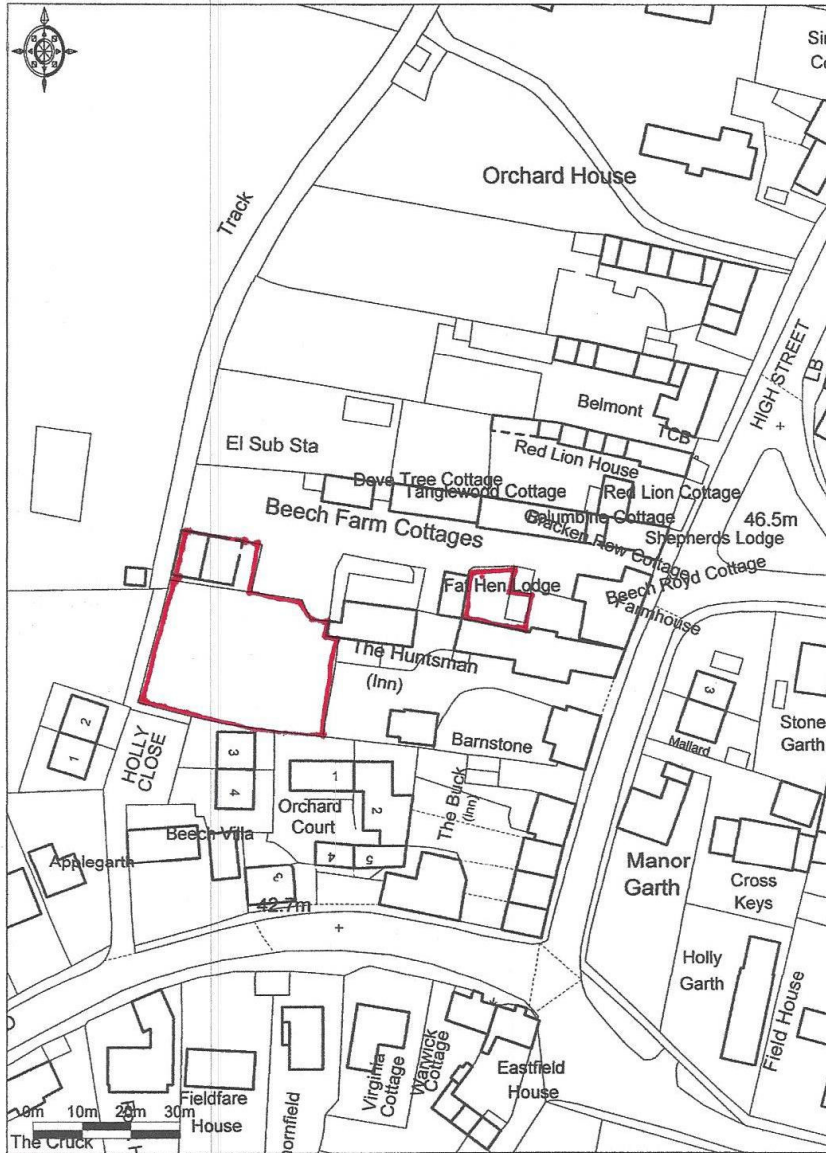 Sin
Co
Orchard House
Track
HIGH STREET
LB
Belmont
TCB
El Sub Sta
Red Lion House
Dove Tree Cottage
Tanglewood Cottage
Red Lion Cottage
Beech Farm Cottages
Columbine Cottage
46.5m
Bracken Row Cottage
Shepherds Lodge
Fat Hen Lodge
Beech Royd Cottage
Farmhouse
The Huntsman
(Inn)
3
Mallard
Stone
Garth
2
1
HOLLY
CLOSE
3
4
Barnstone
1
2
Orchard
Court
The Buck
(Inn)
Beech Villa
4
5
Applegarth
3
42.7m
Manor
Garth
Cross
Keys
Holly
Garth
Field House
Virginia
Cottage
Warwick
Cottage
Eastfield
House
Fieldfare
House
0m 10m 20m 30m
The Cruck